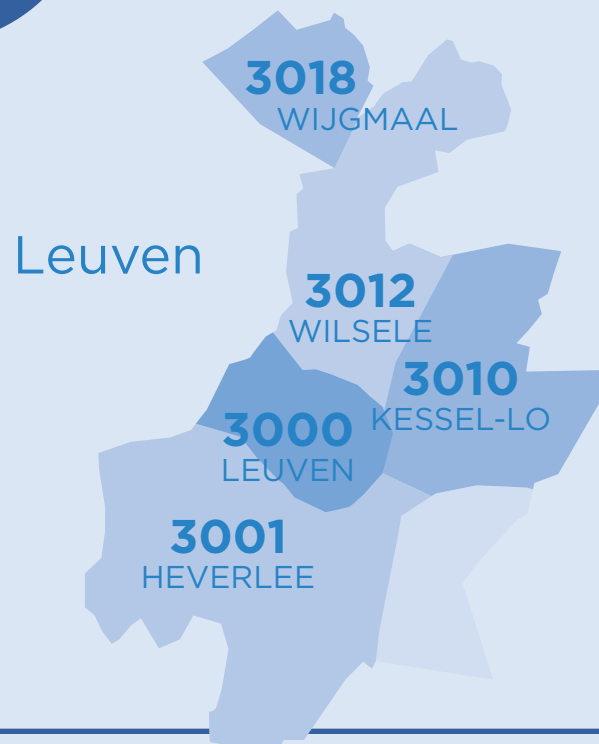 3018
WIJGMAAL
Leuven
3012
WILSELE
3010
KESSEL-LO
3000
LEUVEN
3001
HEVERLEE